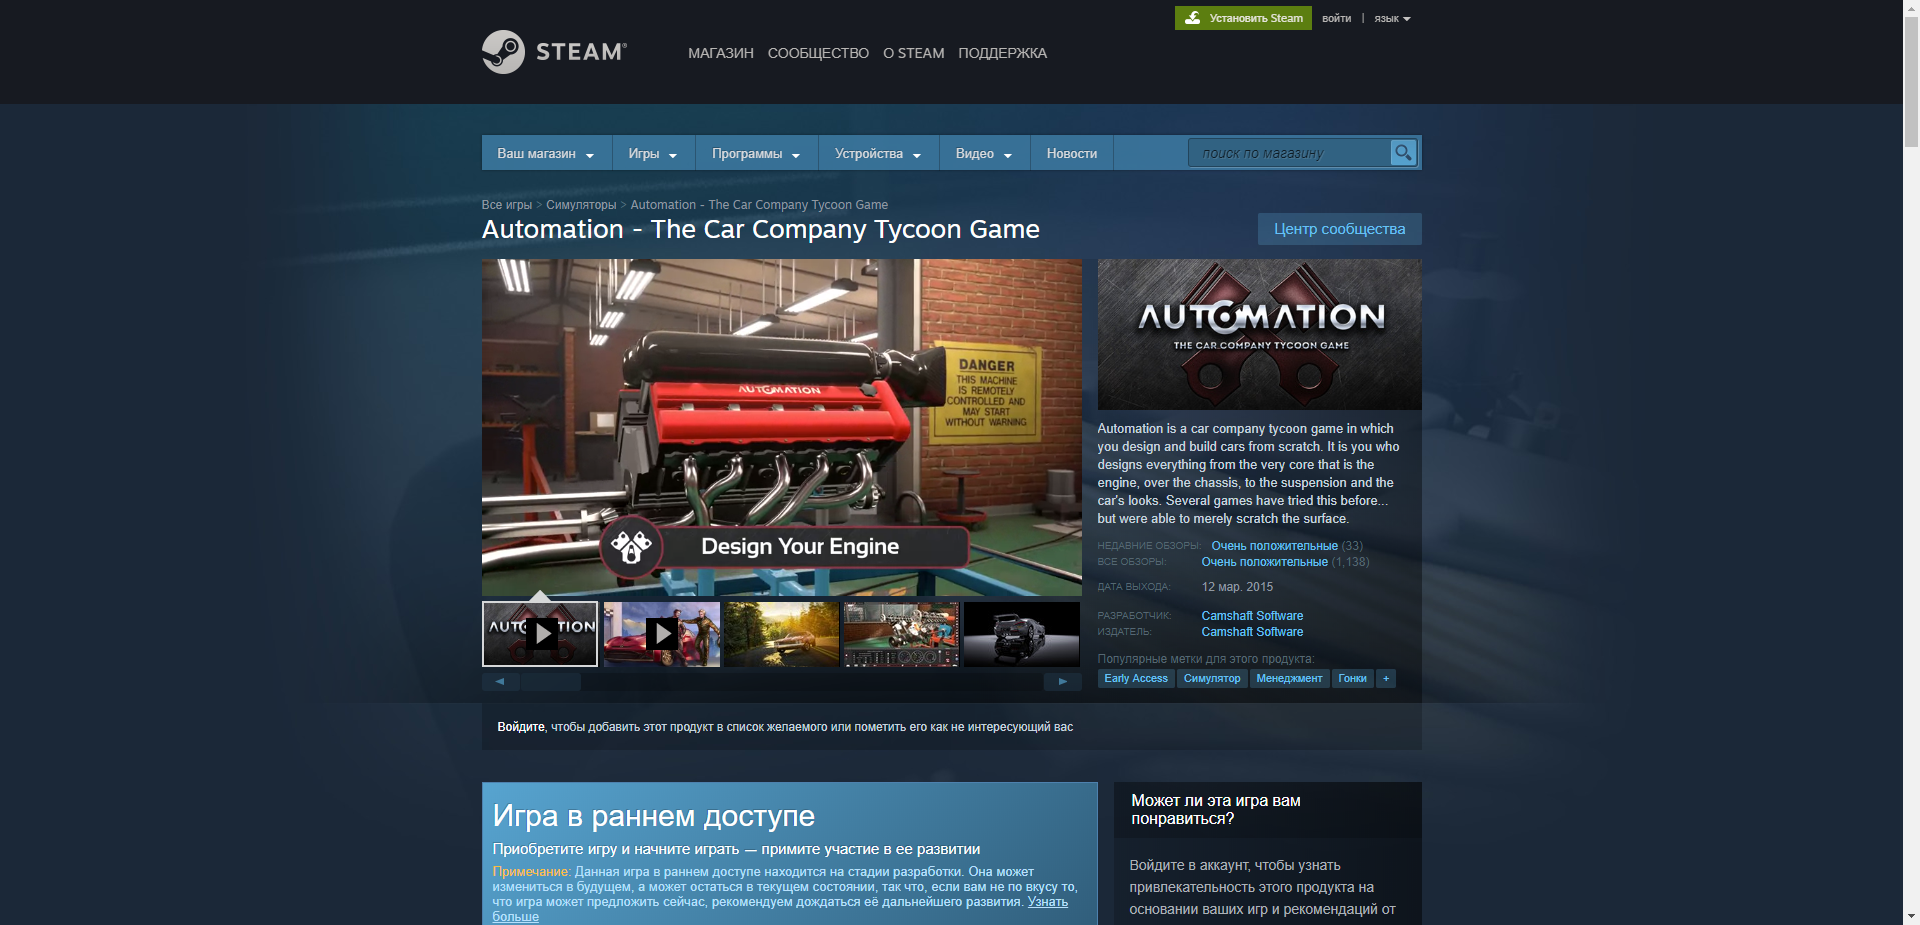 Установить Steam
войти | язык
STEAM®
МАГАЗИН СООБЩЕСТВО О STEAM ПОДДЕРЖКА
Ваш магазин Игры Программы Устройства Видео Новости поиск по магазину
Все игры > Симуляторы > Automation - The Car Company Tycoon Game
Automation - The Car Company Tycoon Game
Центр сообщества
AUTOMATION
DANGER
THIS MACHINE
IS REMOTELY
CONTROLLED AND
MAY START
WITHOUT WARNING
Design Your Engine
AUTOMATION
AUTOMATION
THE CAR COMPANY TYCOON GAME
Automation is a car company tycoon game in which
you design and build cars from scratch. It is you who
designs everything from the very core that is the
engine, over the chassis, to the suspension and the
car's looks. Several games have tried this before...
but were able to merely scratch the surface.
НЕДАВНИЕ ОБЗОРЫ: Очень положительные (33)
ВСЕ ОБЗОРЫ: Очень положительные (1,138)
ДАТА ВЫХОДА: 12 мар. 2015
РАЗРАБОТЧИК: Camshaft Software
ИЗДАТЕЛЬ: Camshaft Software
Популярные метки для этого продукта:
Early Access Симулятор Менеджмент Гонки +
Войдите, чтобы добавить этот продукт в список желаемого или пометить его как не интересующий вас
Игра в раннем доступе
Приобретите игру и начните играть — примите участие в ее развитии
Примечание: Данная игра в раннем доступе находится на стадии разработки. Она может
измениться в будущем, а может остаться в текущем состоянии, так что, если вам не по вкусу то,
что игра может предложить сейчас, рекомендуем дождаться её дальнейшего развития. Узнать
больше
Может ли эта игра вам
понравиться?
Войдите в аккаунт, чтобы узнать
привлекательность этого продукта на
основании ваших игр и рекомендаций от